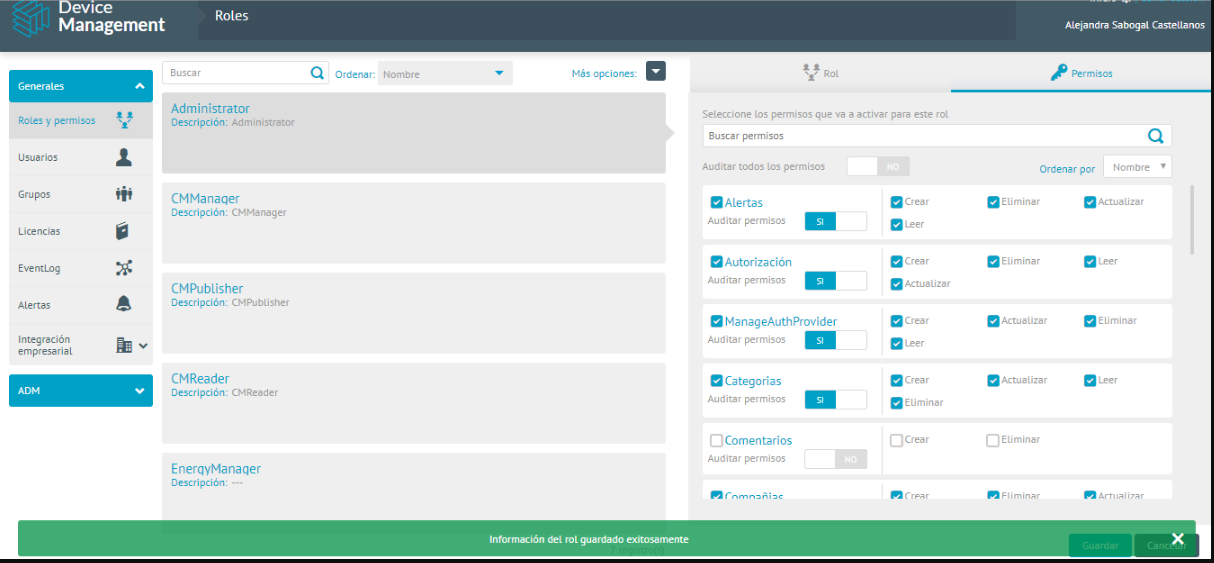 Device
Management
Roles
Alejandra Sabogal Castellanos
Generales
Roles y permisos
Usuarios
Grupos
Licencias
EventLog
Alertas
Integración
empresarial
ADM
Buscar
Ordenar: Nombre
Más opciones:
Administrator
Descripción: Administrator
CMManager
Descripción: CMManager
CMPublisher
Descripción: CMPublisher
CMReader
Descripción: CMReader
EnergyManager
Descripción: ---
Rol
Permisos
Seleccione los permisos que va a activar para este rol
Buscar permisos
Auditar todos los permisos NO
Ordenar por Nombre
Alertas Crear Eliminar Actualizar
Auditar permisos SI Leer
Autorización Crear Eliminar Leer
Auditar permisos SI Actualizar
ManageAuthProvider Crear Actualizar Eliminar
Auditar permisos SI Leer
Categorias Crear Actualizar Leer
Auditar permisos SI Eliminar
Comentarios Crear Eliminar
Auditar permisos NO
Compañias Crear Eliminar Actualizar
Información del rol guardado exitosamente
registro(s)
Guardar Cancelar